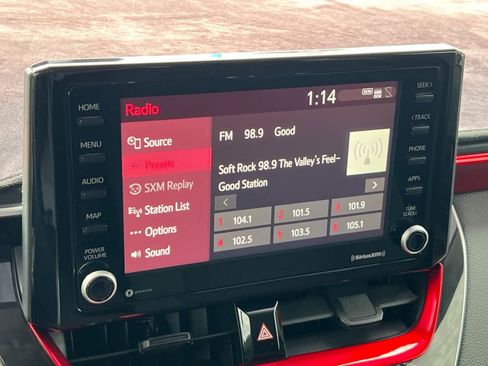 HOME
MENU
AUDIO
MAP
POWER
VOLUME
Radio
1:14
DCM
Source
Presets
SXM Replay
Station List
Options
Sound
FM 98.9 Good
Soft Rock 98.9 The Valley's Feel-
Good Station
1 104.1
2 101.5
3 101.9
4 102.5
5 103.5
6 105.1
SEEK >
< TRACK
PHONE
APPS
TUNE
SCROLL
((SiriusXM))